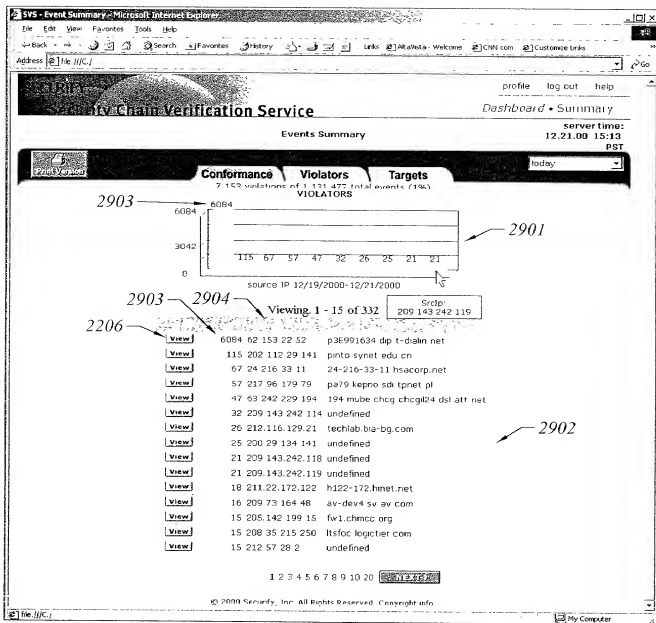 SVS - Event Summary - Microsoft Internet Explorer
File Edit View Favorites Tools Help
Back Search Favorites History Links AltaVista - Welcome CNN com Customize Links
Address file ///C./ Go
profile log out help
Chain Verification Service
Dashboard • Summary
Events Summary
server time:
12.21.00 15:13
PST
Print Version
Conformance Violators Targets
today
7 153 violations of 1 131 477 total events (1%)
VIOLATORS
2903
6084
6084
2901
3042
115 67 57 47 32 26 25 21 21
0
source IP 12/19/2000-12/21/2000
2903 2904
Viewing. 1 - 15 of 332
SrcIp:
209 143 242 119
2206
View 6084 62 153 22 52 p3E991634 dip t-dialin net
View 115 202 112 29 141 pinto synet edu cn
View 67 24 216 33 11 24-216-33-11 hsacorp.net
View 57 217 96 179 79 pa79 kepno sdi tpnet pl
View 47 63 242 229 194 194 mube chcg chcgil24 dsl att net
View 32 209 143 242 114 undefined
View 26 212.116.129.21 techlab.bia-bg.com
2902
View 25 200 29 134 141 undefined
View 21 209 143.242.118 undefined
View 21 209.143.242.119 undefined
View 18 211.22.172.122 h122-172.hinet.net
View 16 209 73 164 48 av-dev4 sv av com
View 15 205.142 199 15 fw1.chmcc org
View 15 208 35 215 250 ltsfoc logictier com
View 15 212 57 28 2 undefined
1 2 3 4 5 6 7 8 9 10 20 NEXT
© 2000 Securify, Inc. All Rights Reserved. Copyright info
file.///C./ My Computer